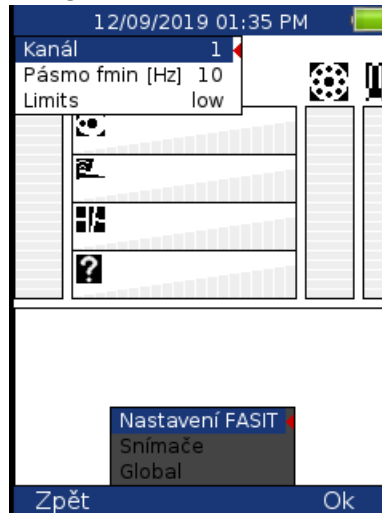 12/09/2019 01:35 PM
Kanál 1
Pásmo fmin [Hz] 10
Limits low
?
Nastavení FASIT
Snímače
Global
Zpět Ok